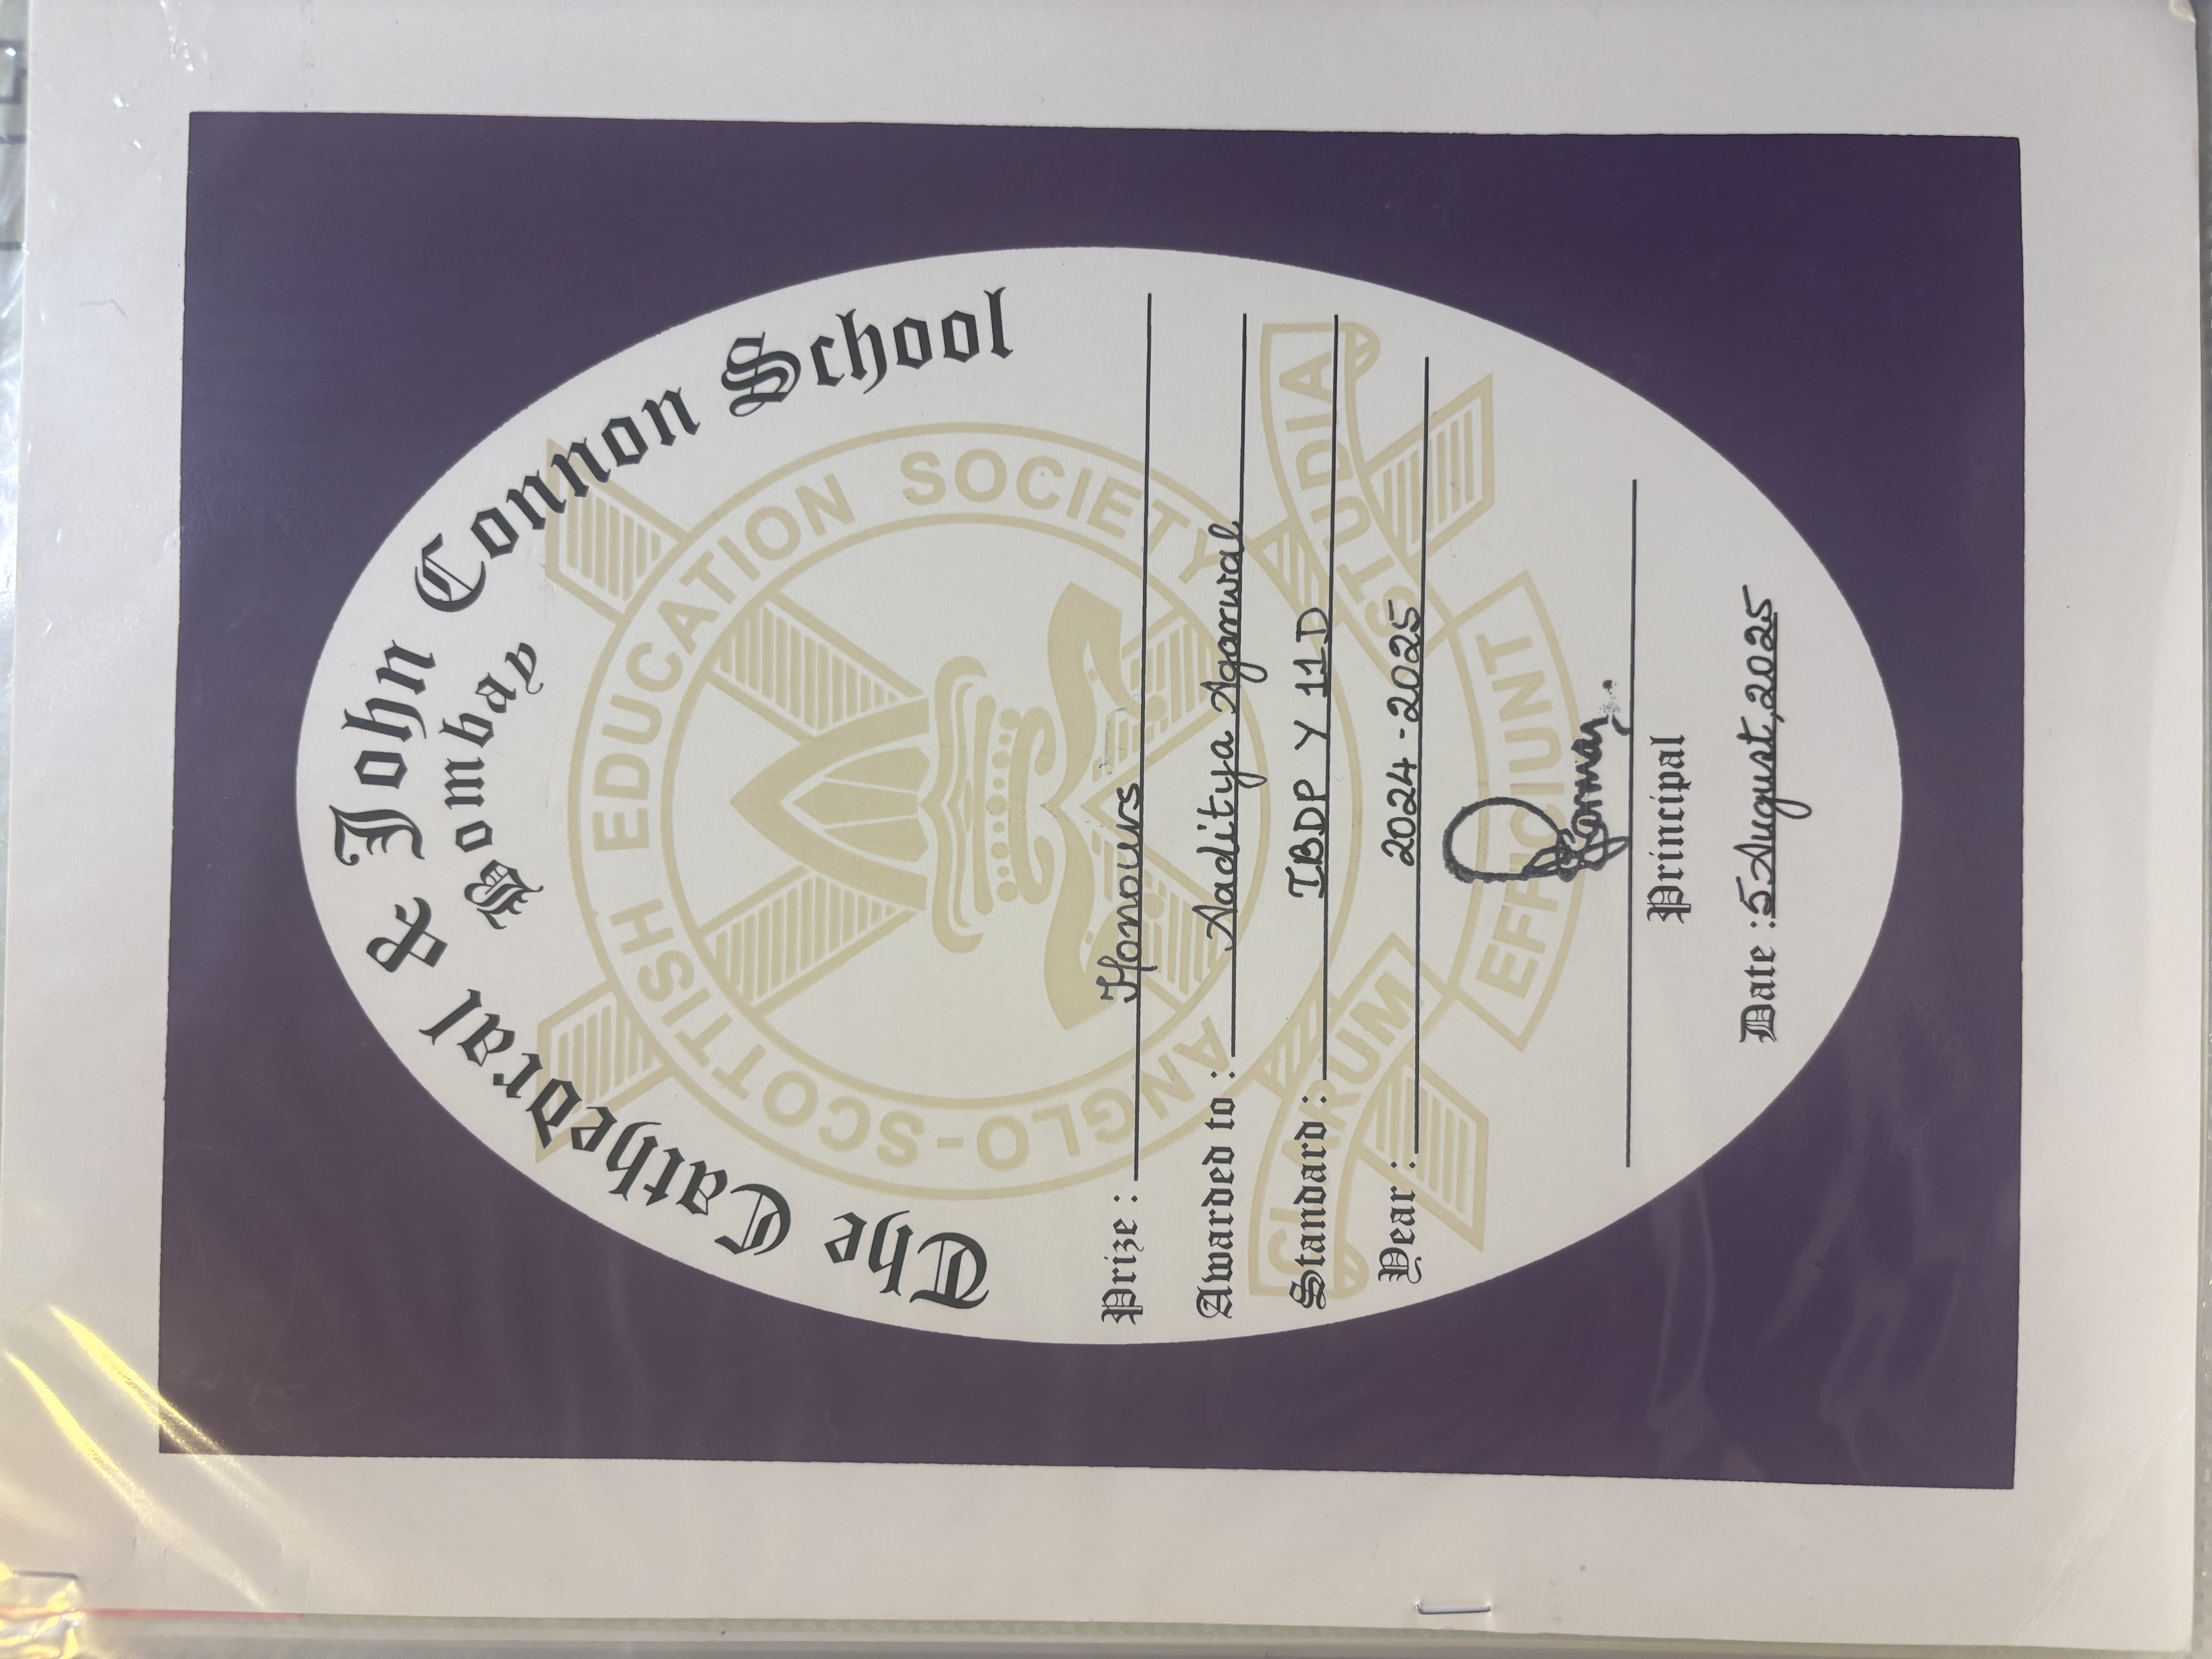 The Cathedral & John Connon School
Bombay
ANGLO-SCOTTISH EDUCATION SOCIETY
Prize : Honours
Awarded to : Aaditya Agarwal
Standard : IBDP Y 11D
Year : 2024 - 2025
CLARUM EFFICIUNT STUDIA
Principal
Date : 5 August, 2025